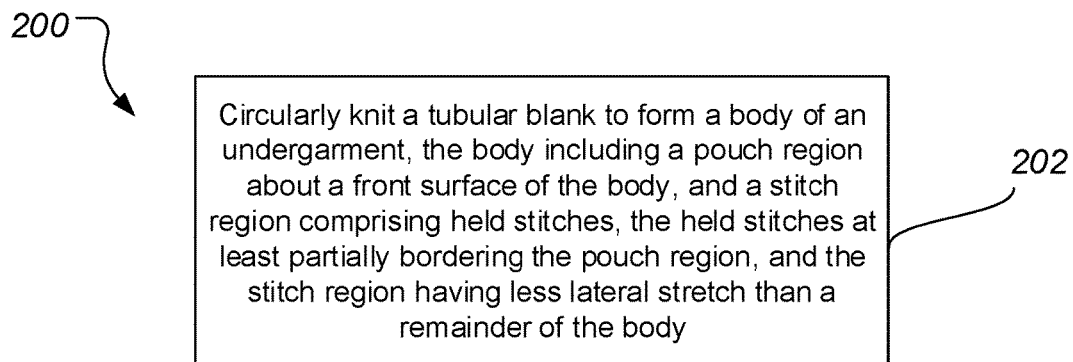 200
Circularly knit a tubular blank to form a body of an
undergarment, the body including a pouch region
about a front surface of the body, and a stitch
region comprising held stitches, the held stitches at
least partially bordering the pouch region, and the
stitch region having less lateral stretch than a
remainder of the body
202